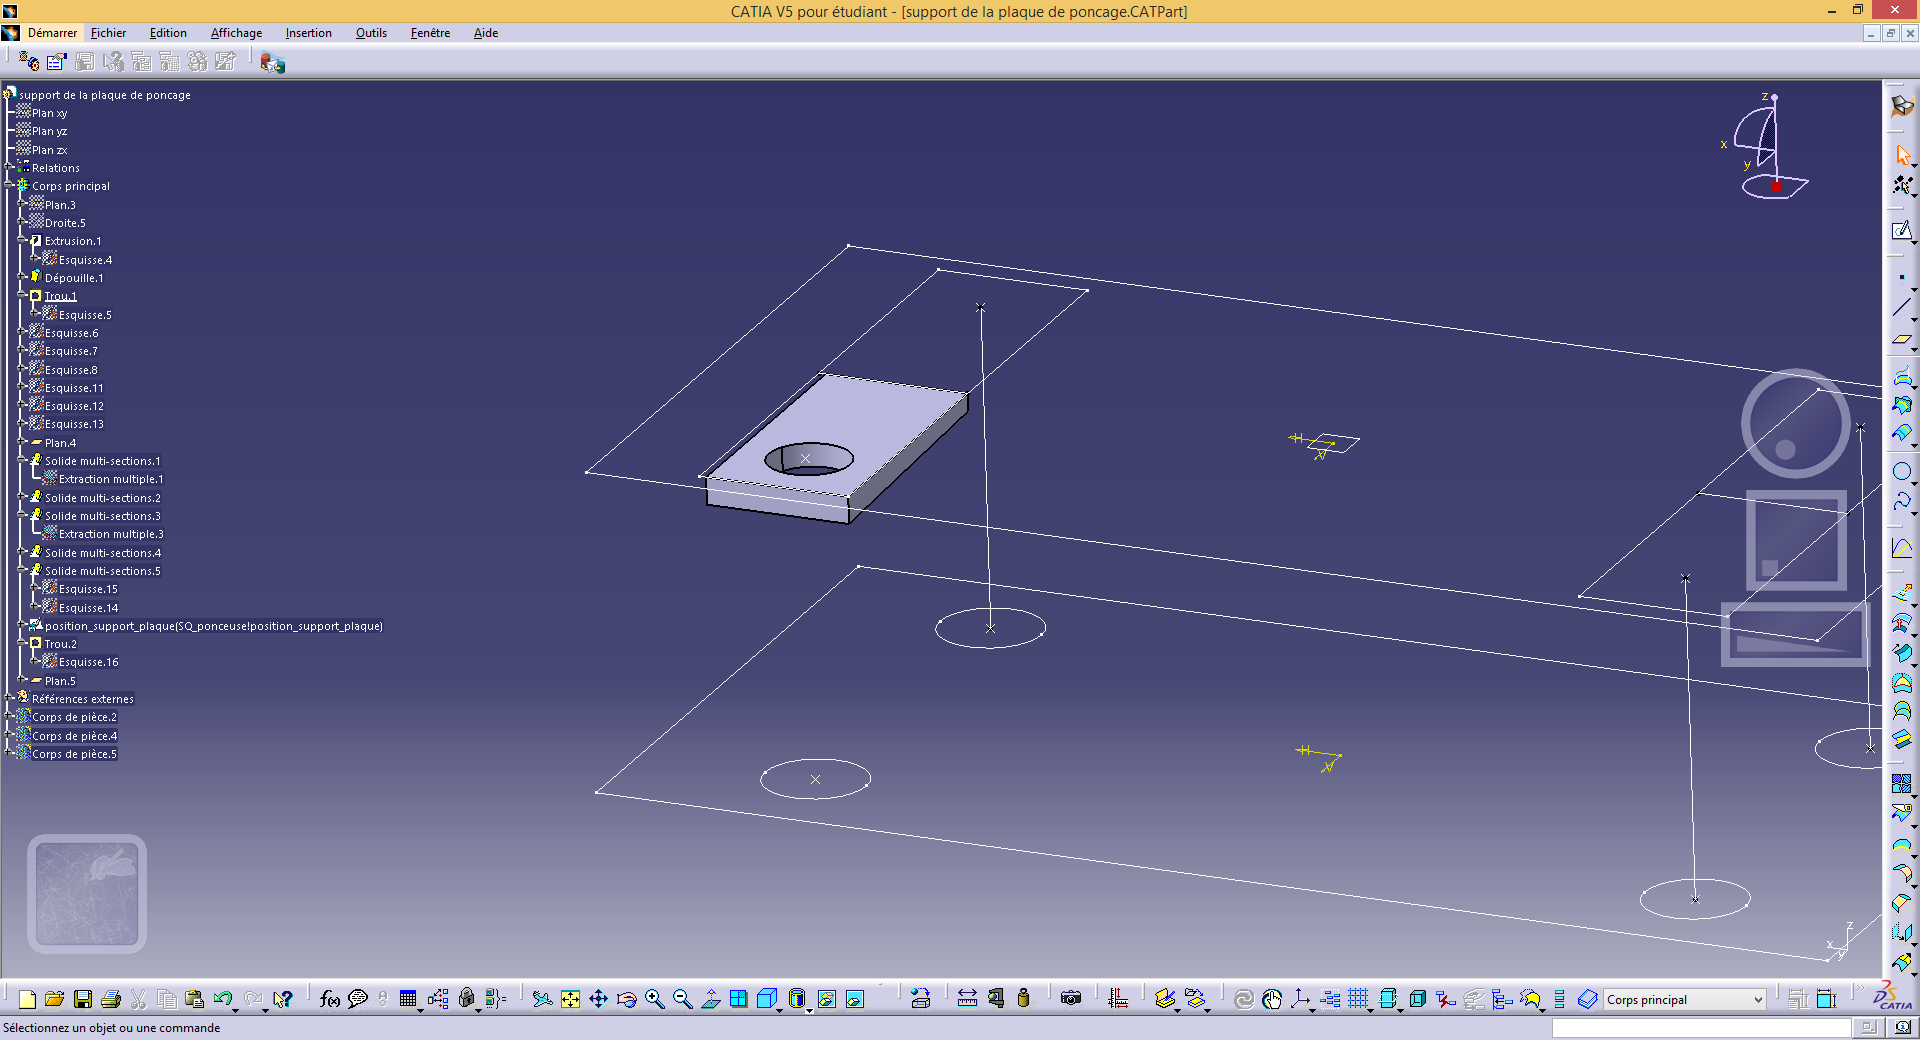 CATIA V5 pour étudiant - [support de la plaque de poncage.CATPart]
Démarrer Fichier Edition Affichage Insertion Outils Fenêtre Aide
support de la plaque de poncage
Plan xy
Plan yz
Plan zx
Relations
Corps principal
Plan.3
Droite.5
Extrusion.1
Esquisse.4
Dépouille.1
Trou.1
Esquisse.5
Esquisse.6
Esquisse.7
Esquisse.8
Esquisse.11
Esquisse.12
Esquisse.13
Plan.4
Solide multi-sections.1
Extraction multiple.1
Solide multi-sections.2
Solide multi-sections.3
Extraction multiple.3
Solide multi-sections.4
Solide multi-sections.5
Esquisse.15
Esquisse.14
position_support_plaque(SQ_ponceuse!position_support_plaque)
Trou.2
Esquisse.16
Plan.5
Références externes
Corps de pièce.2
Corps de pièce.4
Corps de pièce.5
z
x
y
H
V
H
V
z
x
y
f(x)
Corps principal
CATIA
Sélectionnez un objet ou une commande